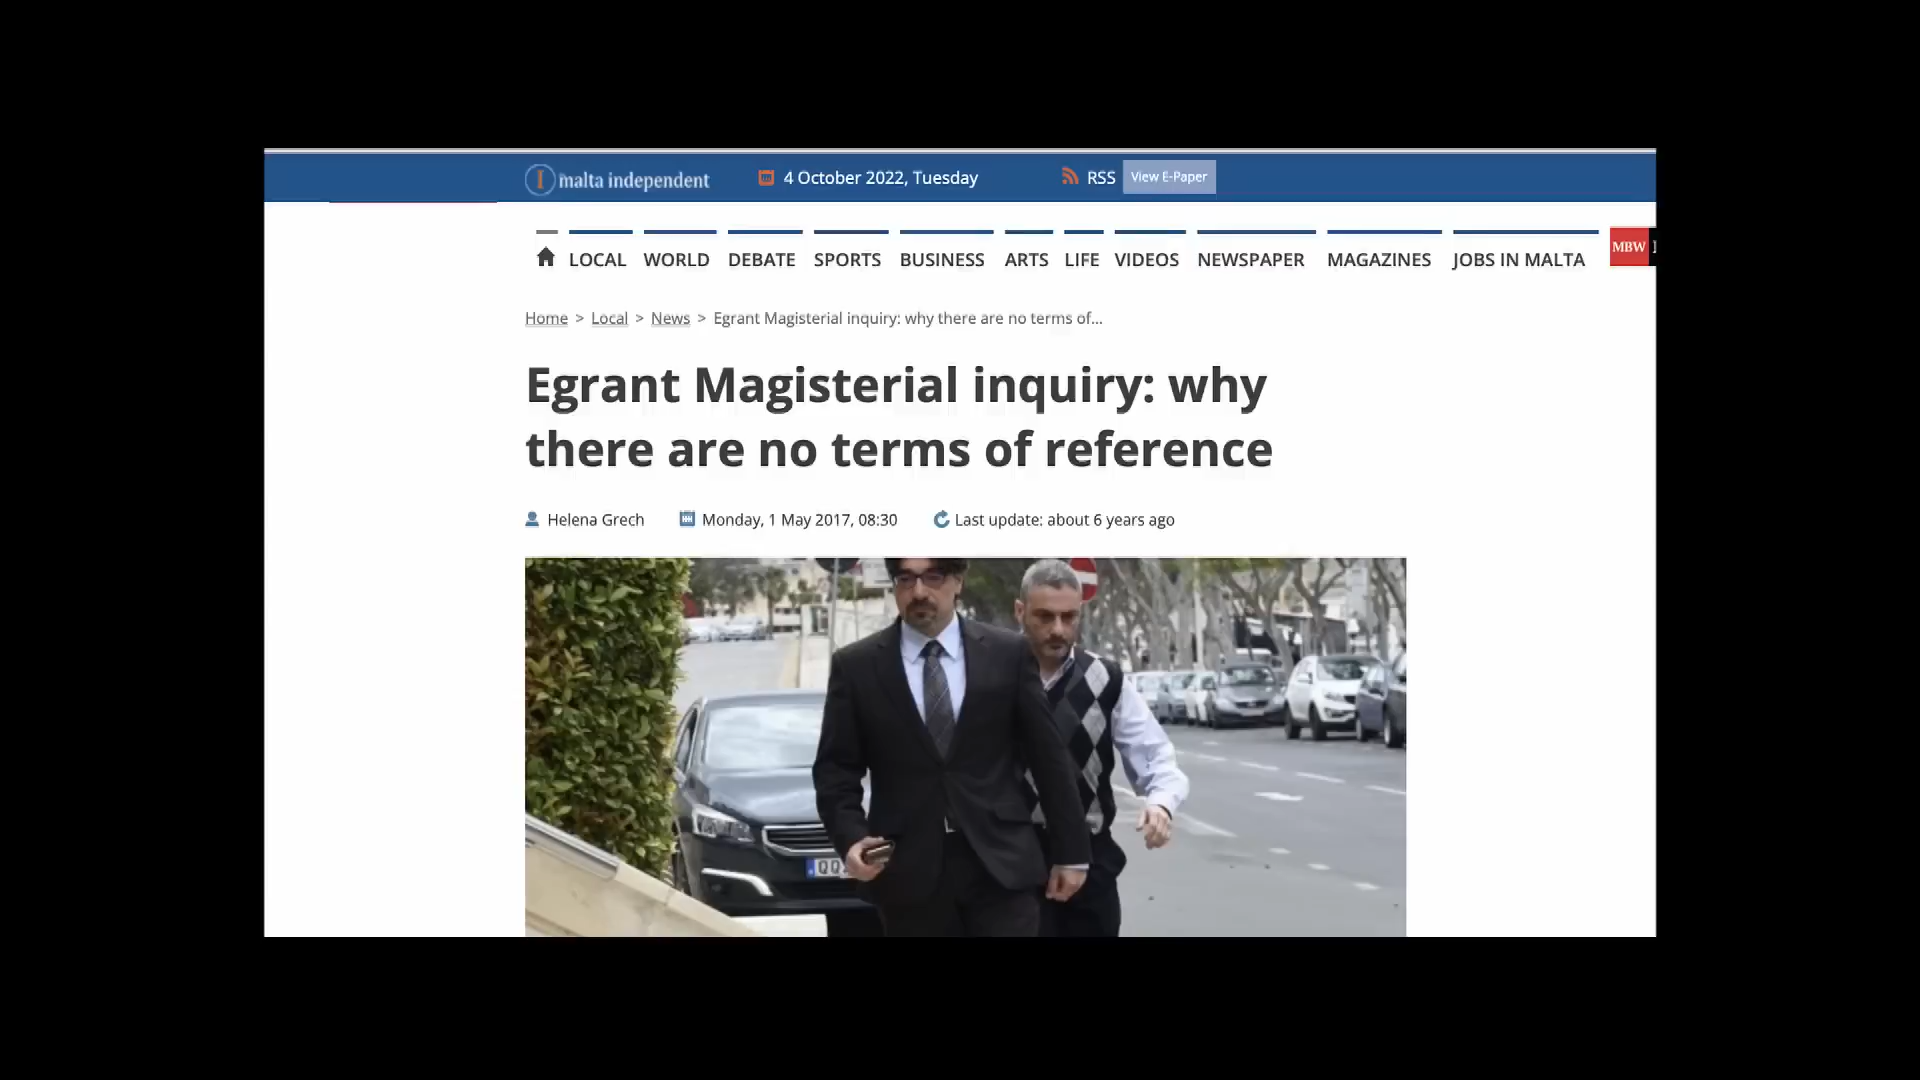 malta independent
4 October 2022, Tuesday
RSS
View E-Paper
LOCAL WORLD DEBATE SPORTS BUSINESS ARTS LIFE VIDEOS NEWSPAPER MAGAZINES JOBS IN MALTA
MBW
Home > Local > News > Egrant Magisterial inquiry: why there are no terms of...
Egrant Magisterial inquiry: why
there are no terms of reference
Helena Grech
Monday, 1 May 2017, 08:30
Last update: about 6 years ago
QQ